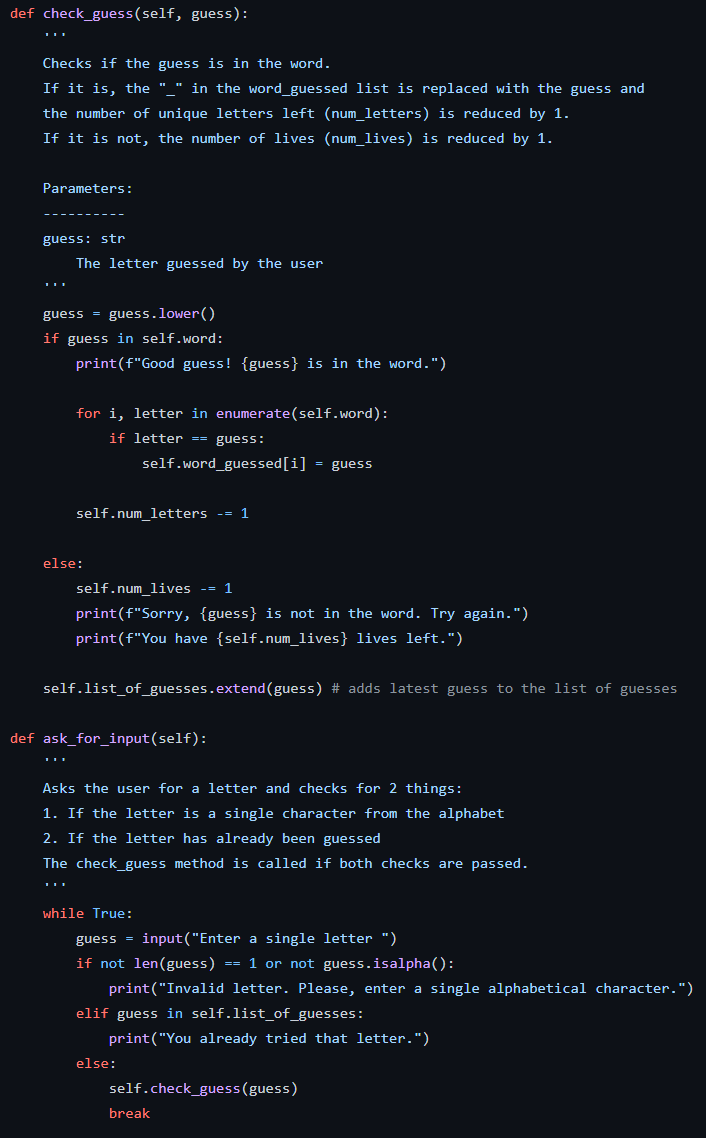 def check_guess(self, guess):
    '''
    Checks if the guess is in the word.
    If it is, the "_" in the word_guessed list is replaced with the guess and
    the number of unique letters left (num_letters) is reduced by 1.
    If it is not, the number of lives (num_lives) is reduced by 1.

    Parameters:
    ----------
    guess: str
        The letter guessed by the user
    '''
    guess = guess.lower()
    if guess in self.word:
        print(f"Good guess! {guess} is in the word.")

        for i, letter in enumerate(self.word):
            if letter == guess:
                self.word_guessed[i] = guess

        self.num_letters -= 1

    else:
        self.num_lives -= 1
        print(f"Sorry, {guess} is not in the word. Try again.")
        print(f"You have {self.num_lives} lives left.")

    self.list_of_guesses.extend(guess) # adds latest guess to the list of guesses

def ask_for_input(self):
    '''
    Asks the user for a letter and checks for 2 things:
    1. If the letter is a single character from the alphabet
    2. If the letter has already been guessed
    The check_guess method is called if both checks are passed.
    '''
    while True:
        guess = input("Enter a single letter ")
        if not len(guess) == 1 or not guess.isalpha():
            print("Invalid letter. Please, enter a single alphabetical character.")
        elif guess in self.list_of_guesses:
            print("You already tried that letter.")
        else:
            self.check_guess(guess)
            break